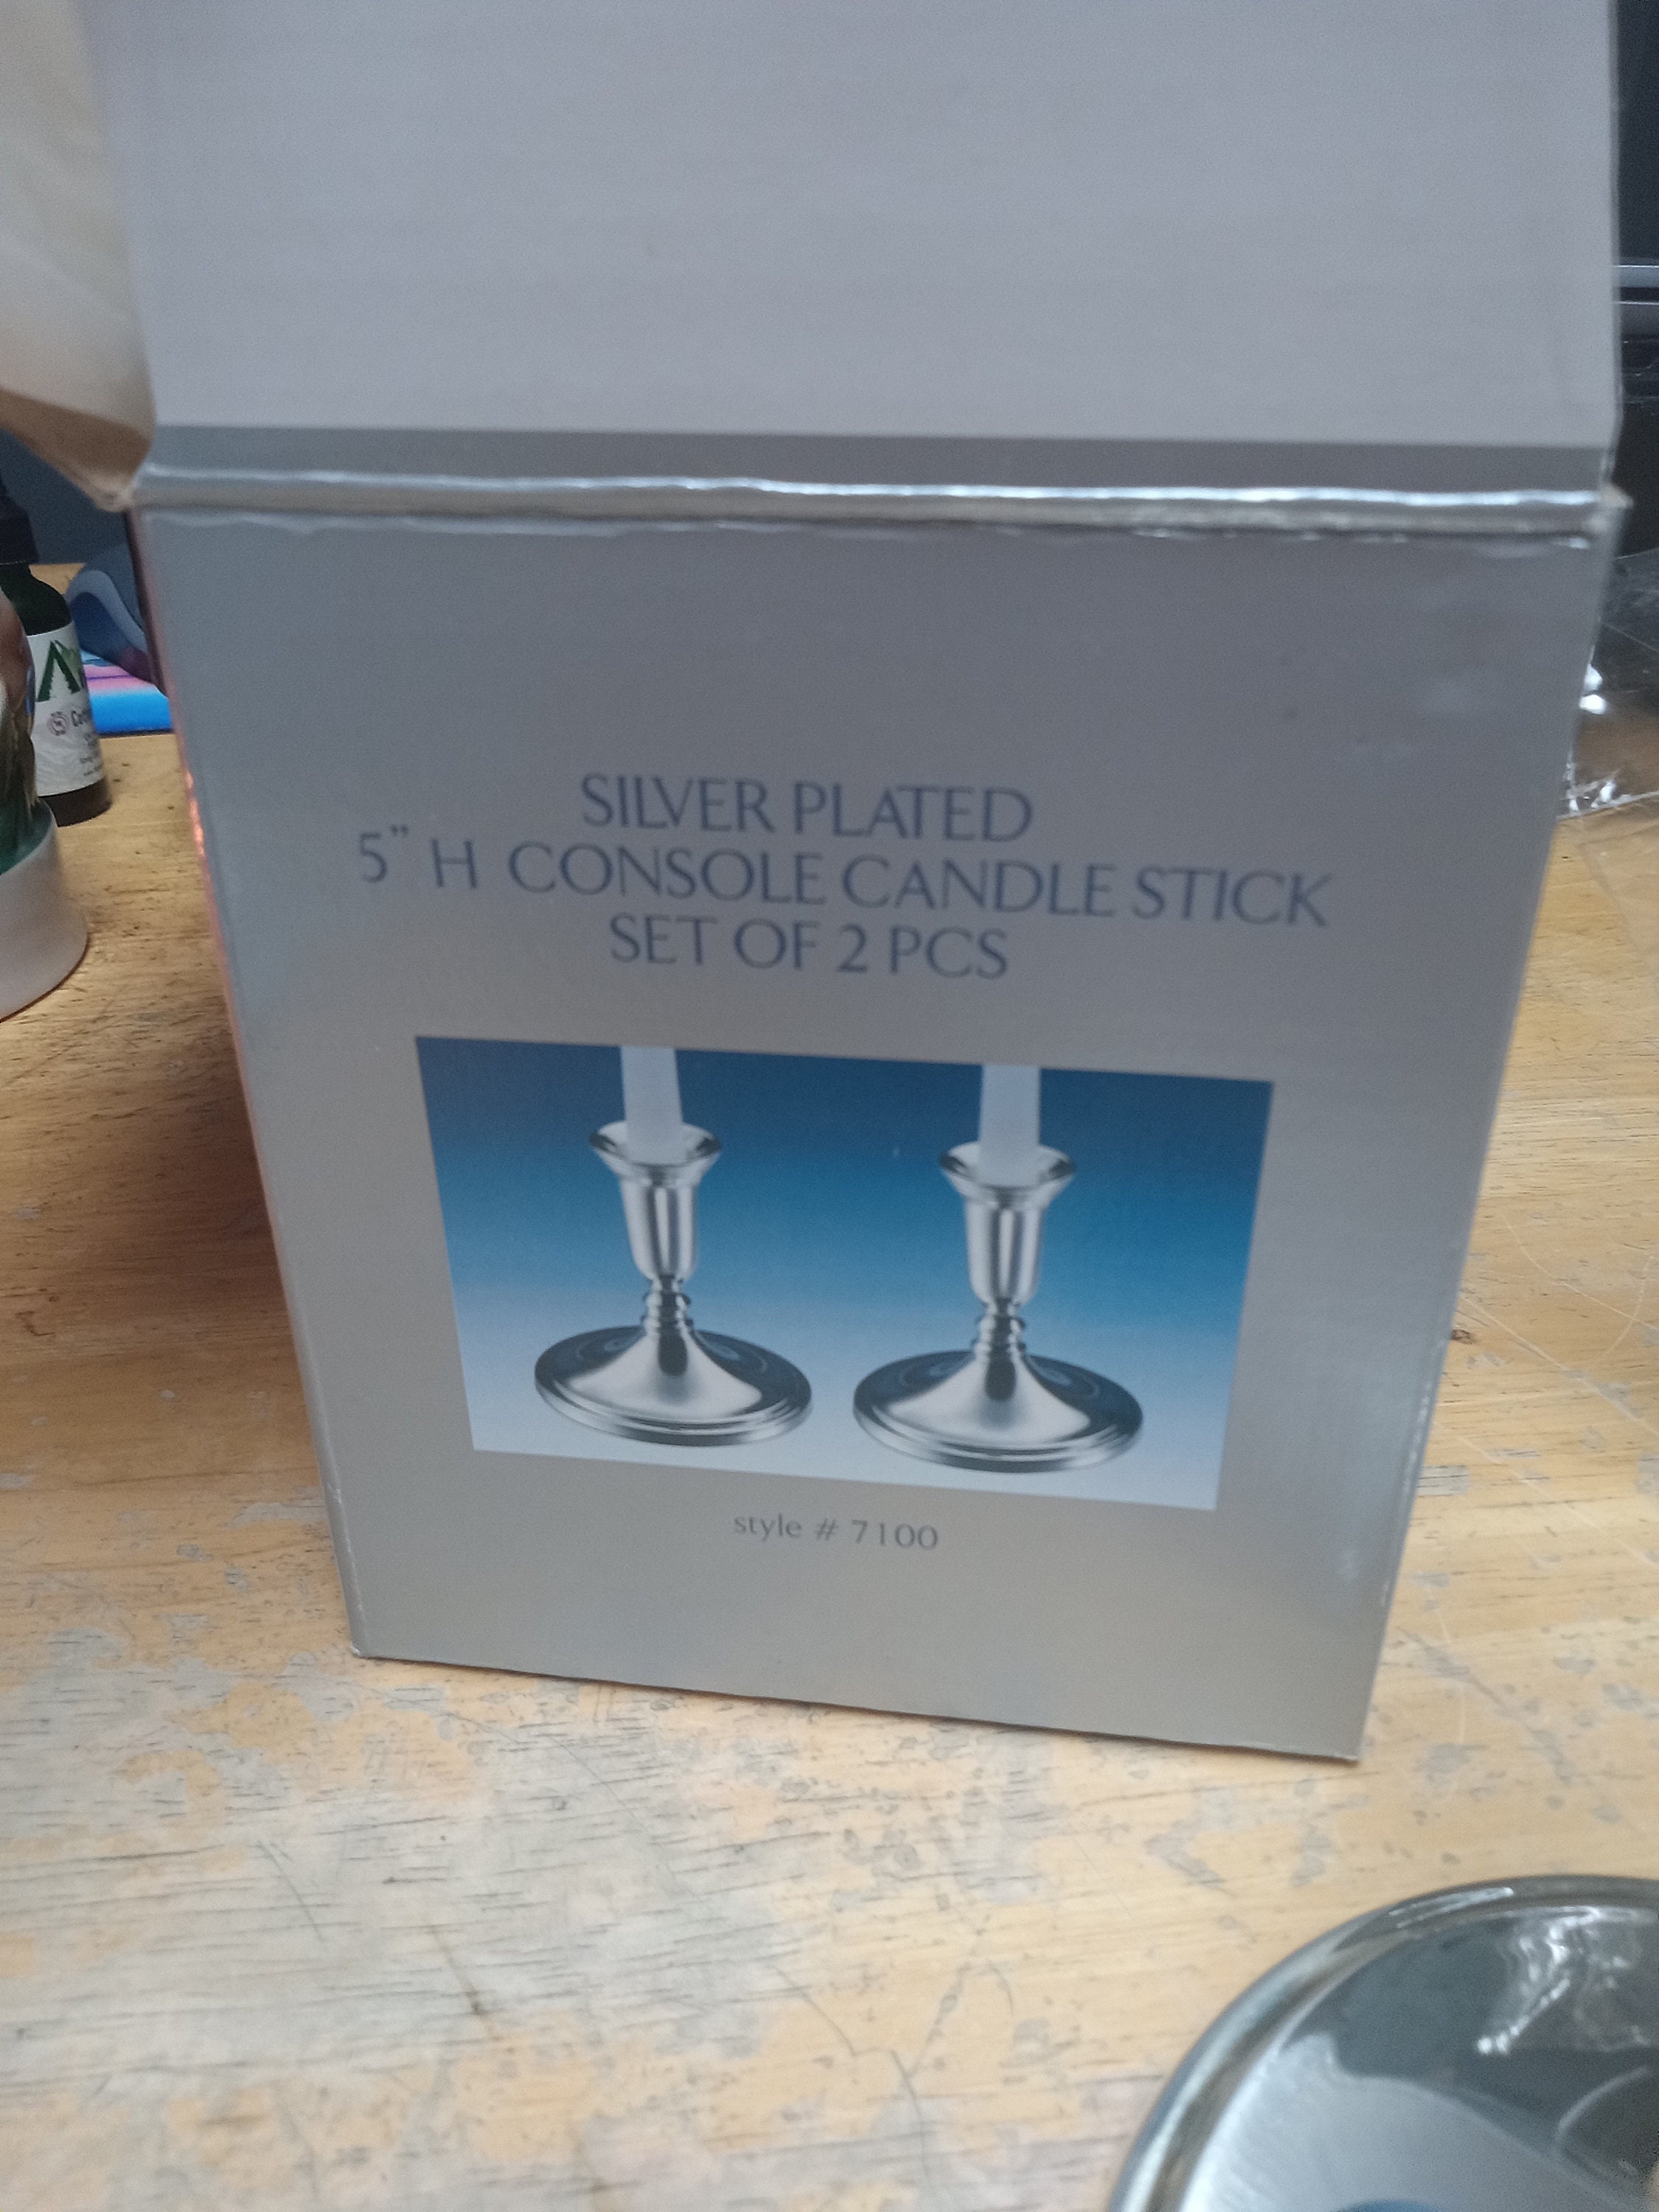 SILVER PLATED
5" H CONSOLE CANDLE STICK
SET OF 2 PCS
style # 7100